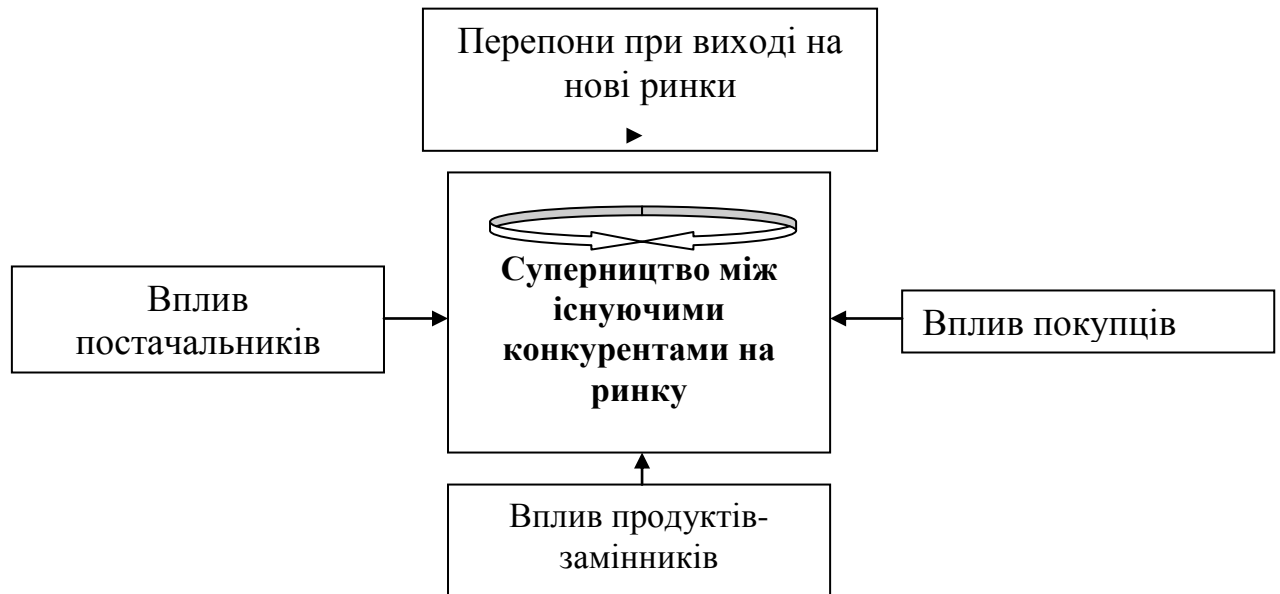 Перепони при виході на
нові ринки
Суперництво між
існуючими
конкурентами на
ринку
Вплив
постачальників
Вплив покупців
Вплив продуктів-
замінників